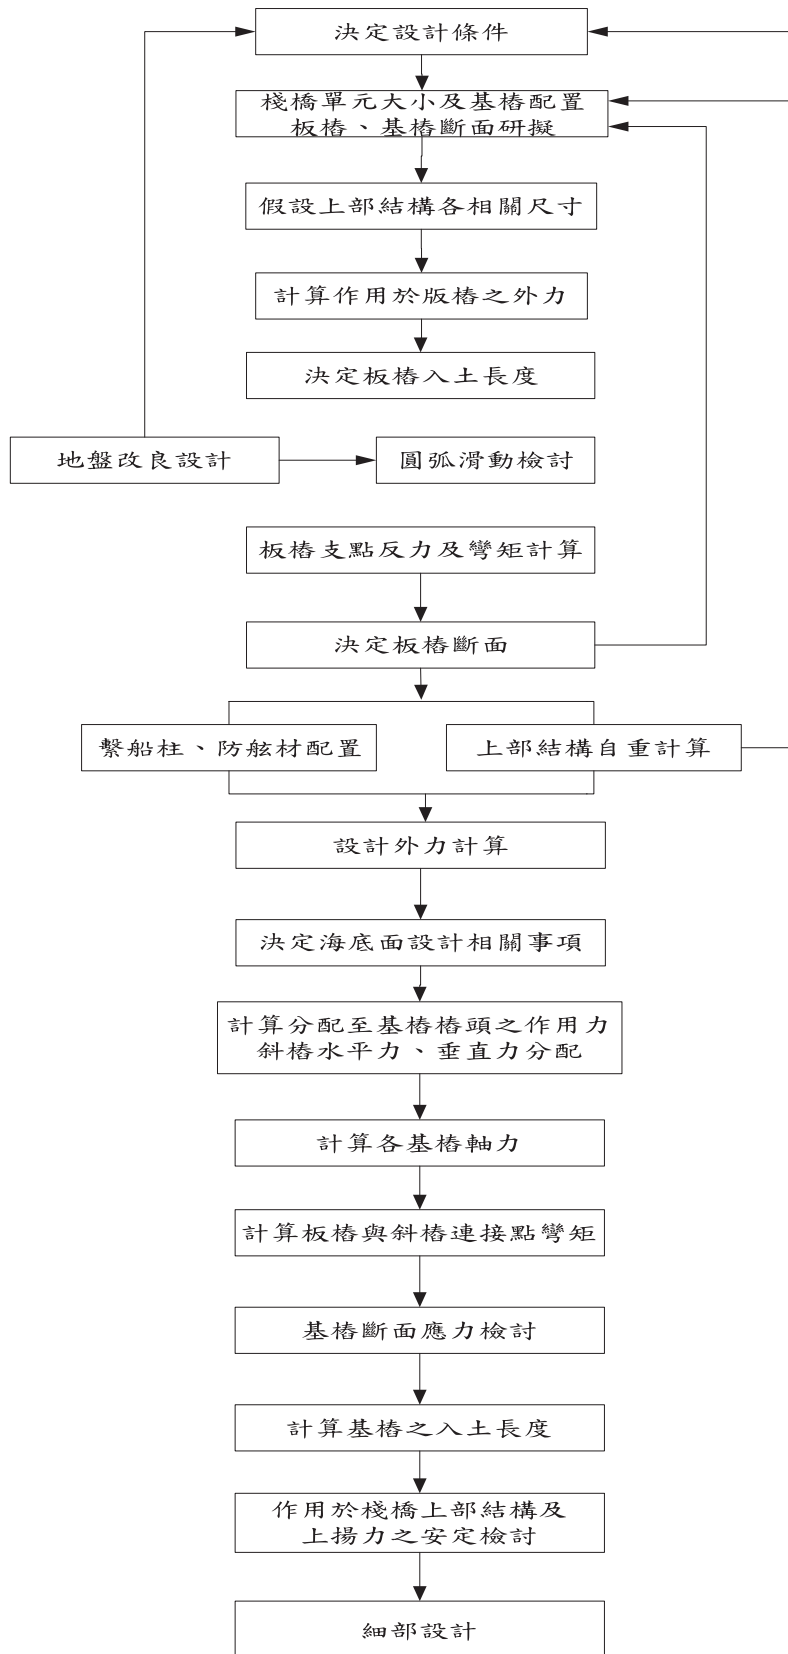 決定設計條件
棧橋單元大小及基樁配置
板樁、基樁斷面研擬
假設上部結構各相關尺寸
計算作用於版樁之外力
決定板樁入土長度
地盤改良設計
圓弧滑動檢討
板樁支點反力及彎矩計算
決定板樁斷面
繫船柱、防舷材配置
上部結構自重計算
設計外力計算
決定海底面設計相關事項
計算分配至基樁樁頭之作用力
斜樁水平力、垂直力分配
計算各基樁軸力
計算板樁與斜樁連接點彎矩
基樁斷面應力檢討
計算基樁之入土長度
作用於棧橋上部結構及
上揚力之安定檢討
細部設計